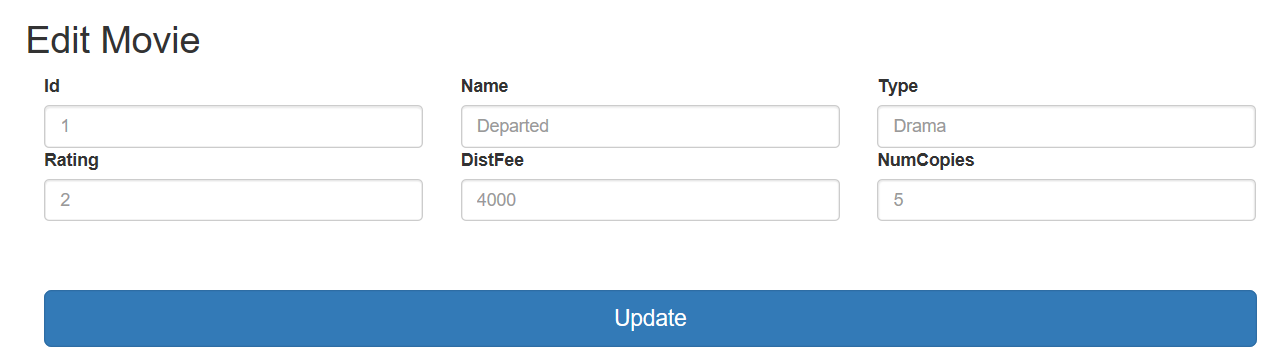 Edit Movie
Id Name Type
1 Departed Drama
Rating DistFee NumCopies
2 4000 5
Update